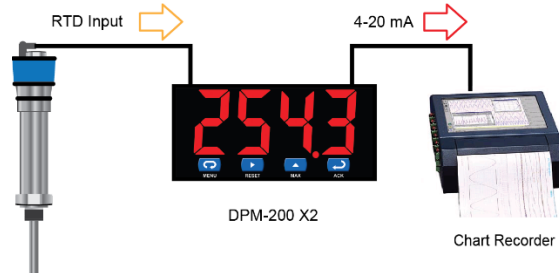 RTD Input
4-20 mA
254.3
MENU RESET MAX ACK
DPM-200 X2
Chart Recorder